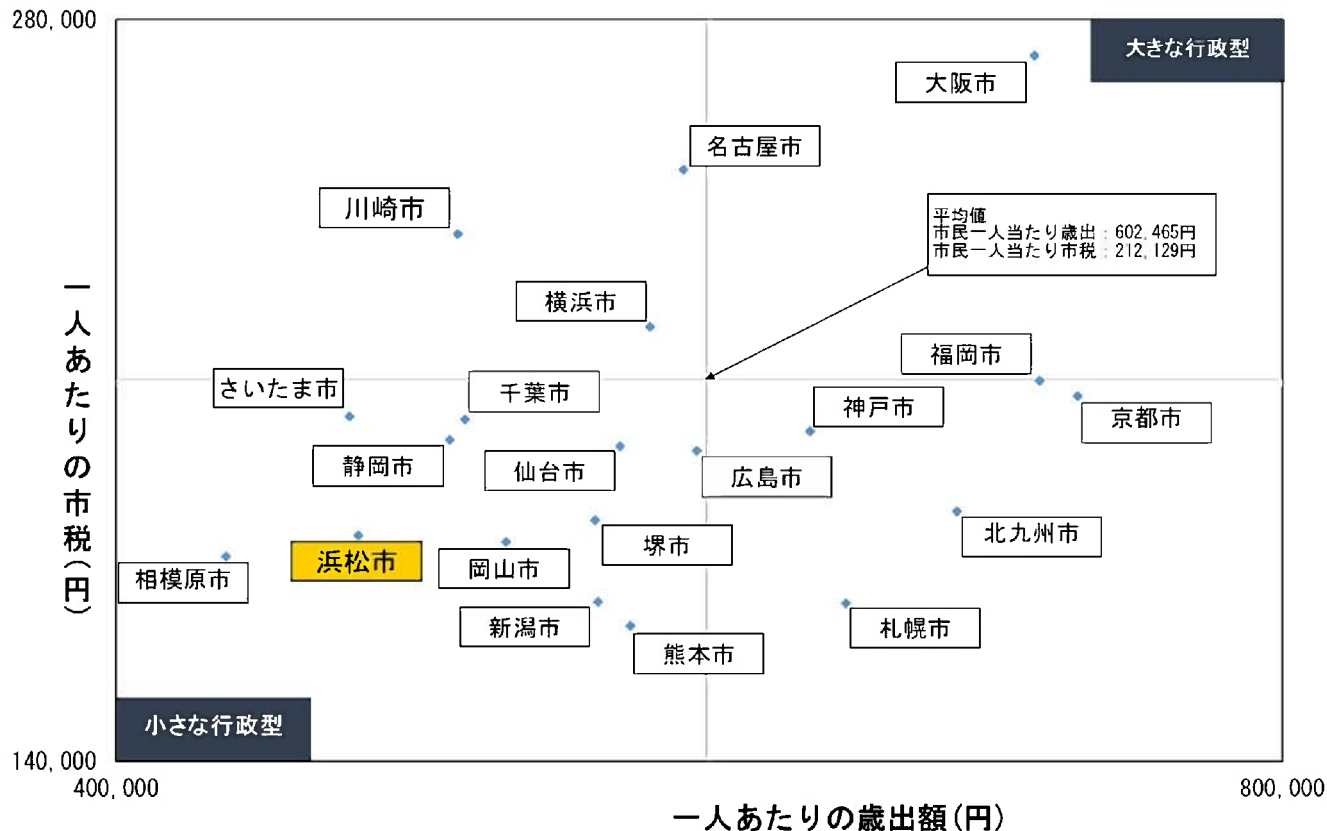 280,000
大きな行政型
大阪市
名古屋市
川崎市
平均値
市民一人当たり歳出：602,465円
市民一人当たり市税：212,129円
横浜市
福岡市
さいたま市
千葉市
神戸市
京都市
静岡市
仙台市
広島市
北九州市
堺市
浜松市
岡山市
相模原市
新潟市
札幌市
熊本市
小さな行政型
一人あたりの市税(円)
140,000
400,000
800,000
一人あたりの歳出額(円)